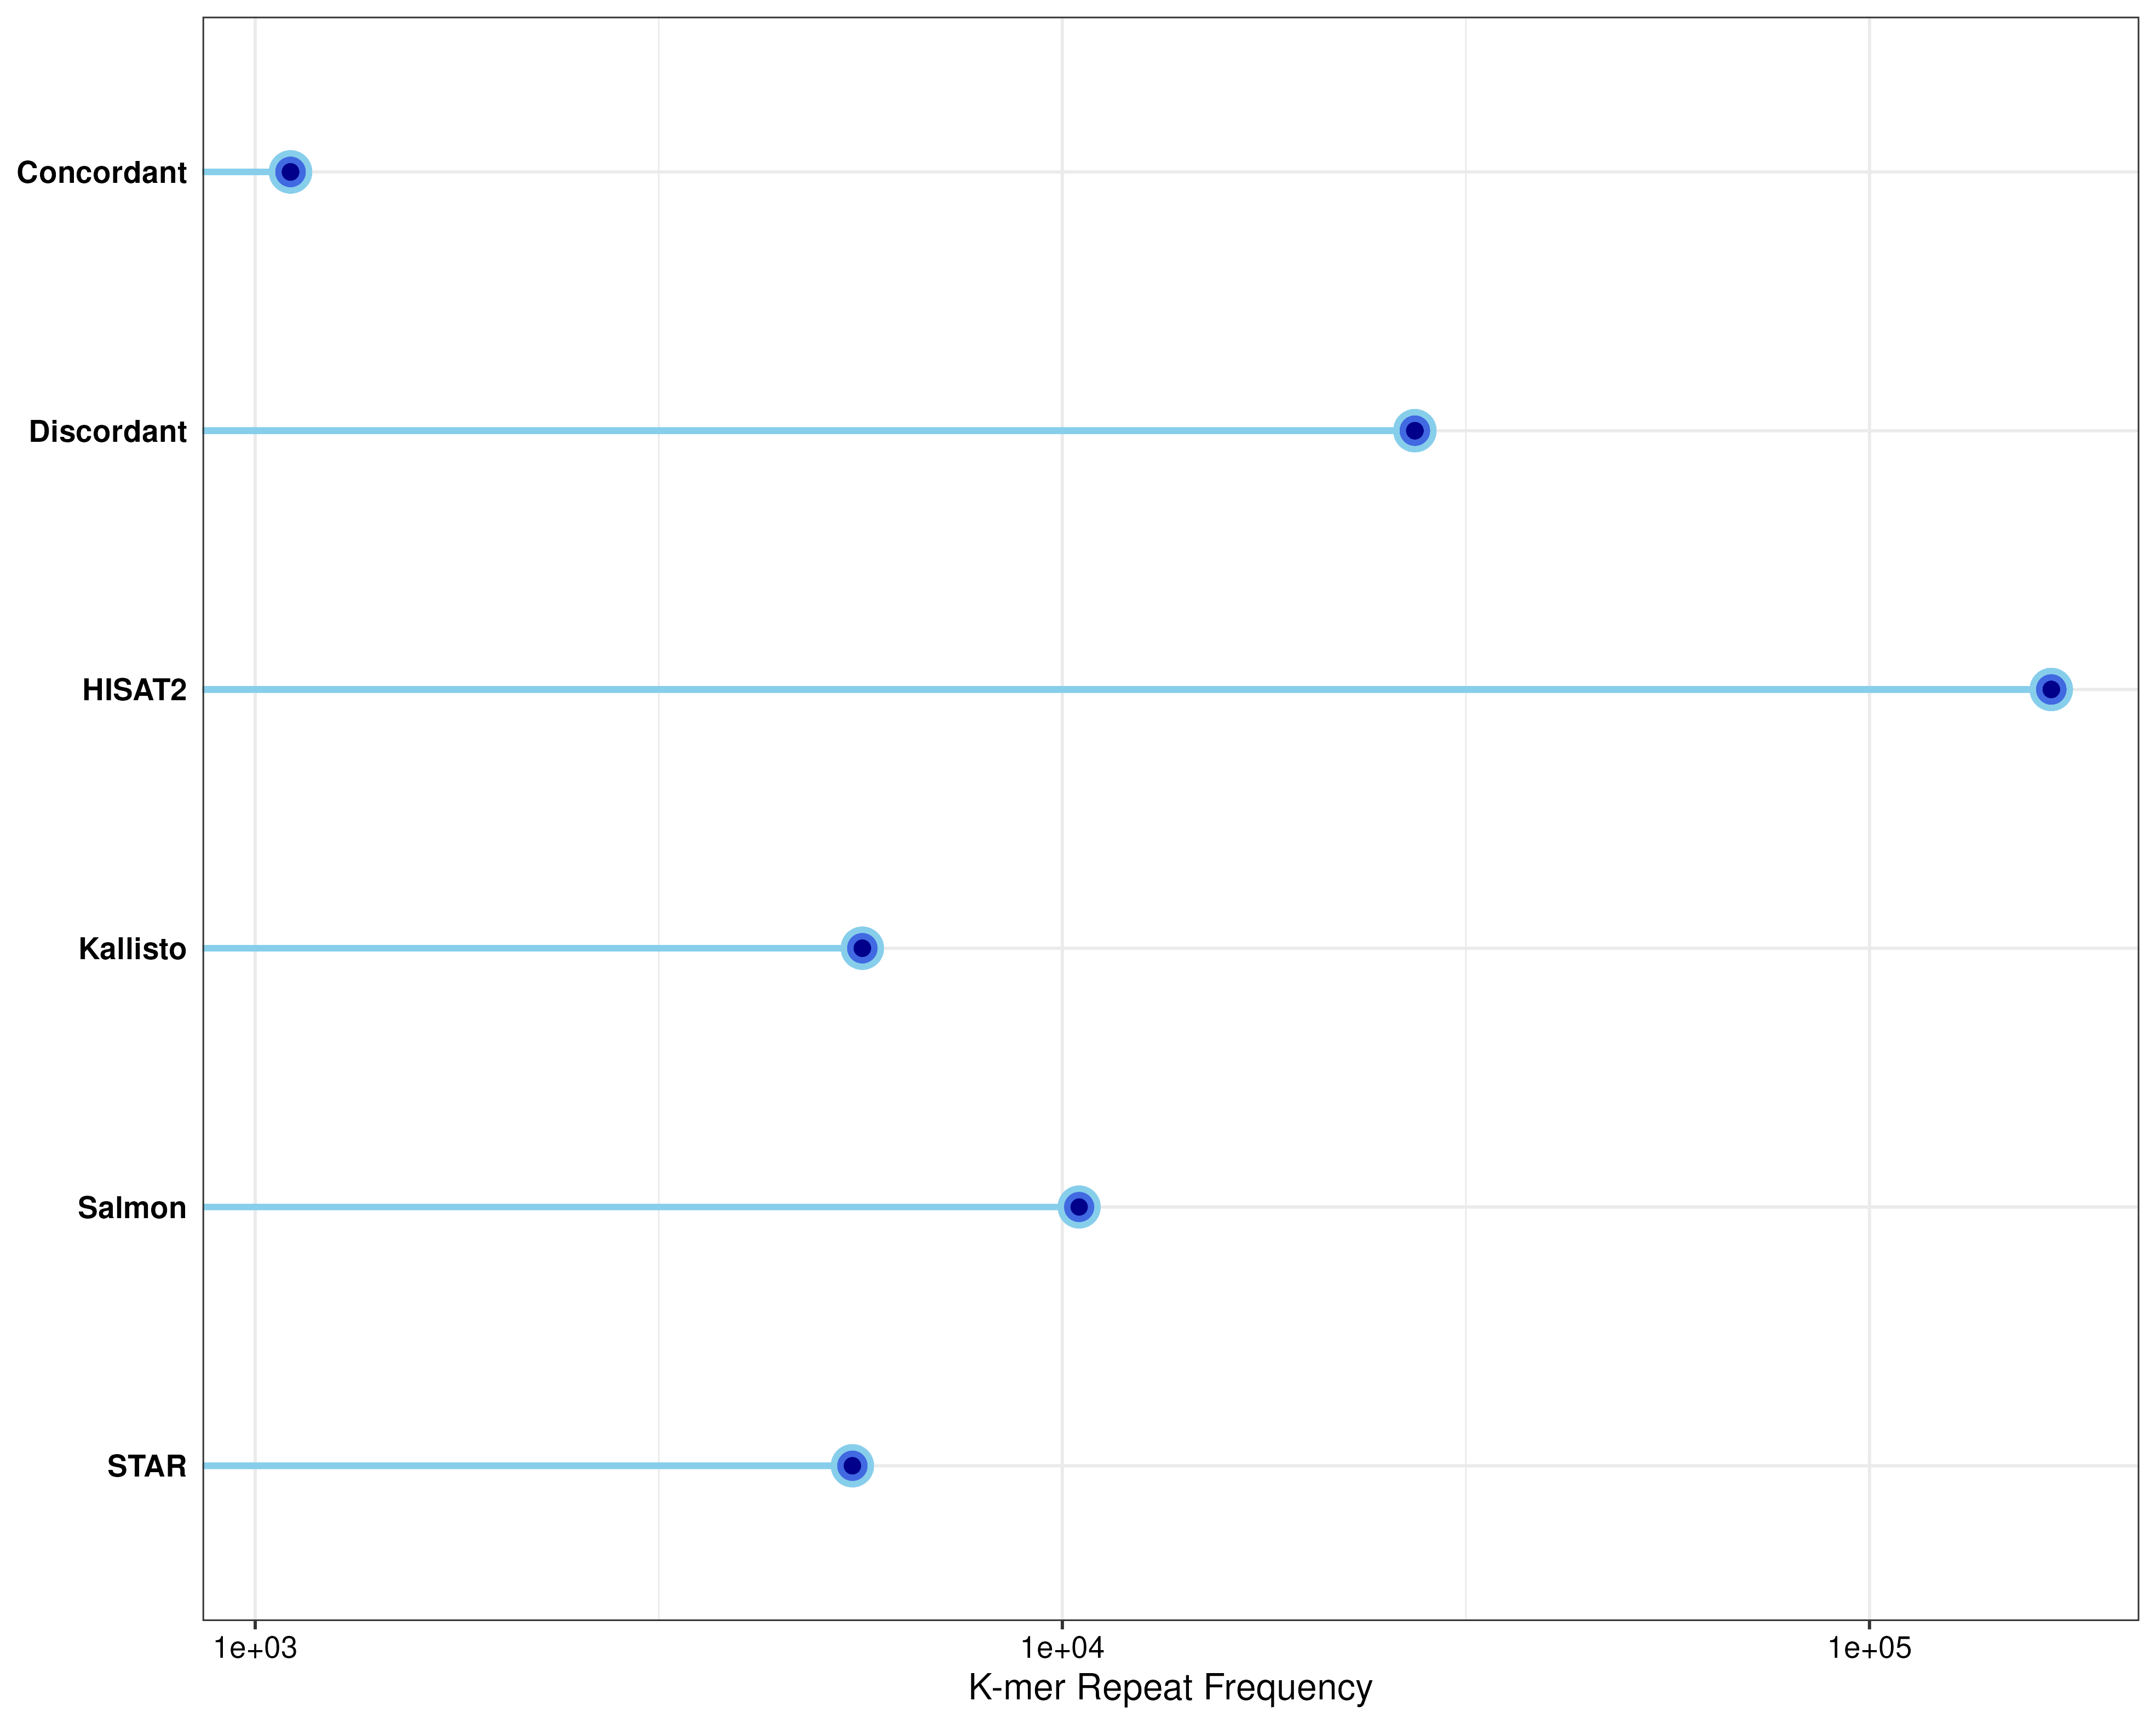 Concordant
Discordant
HISAT2
Kallisto
Salmon
STAR
1e+03 1e+04 1e+05
K-mer Repeat Frequency